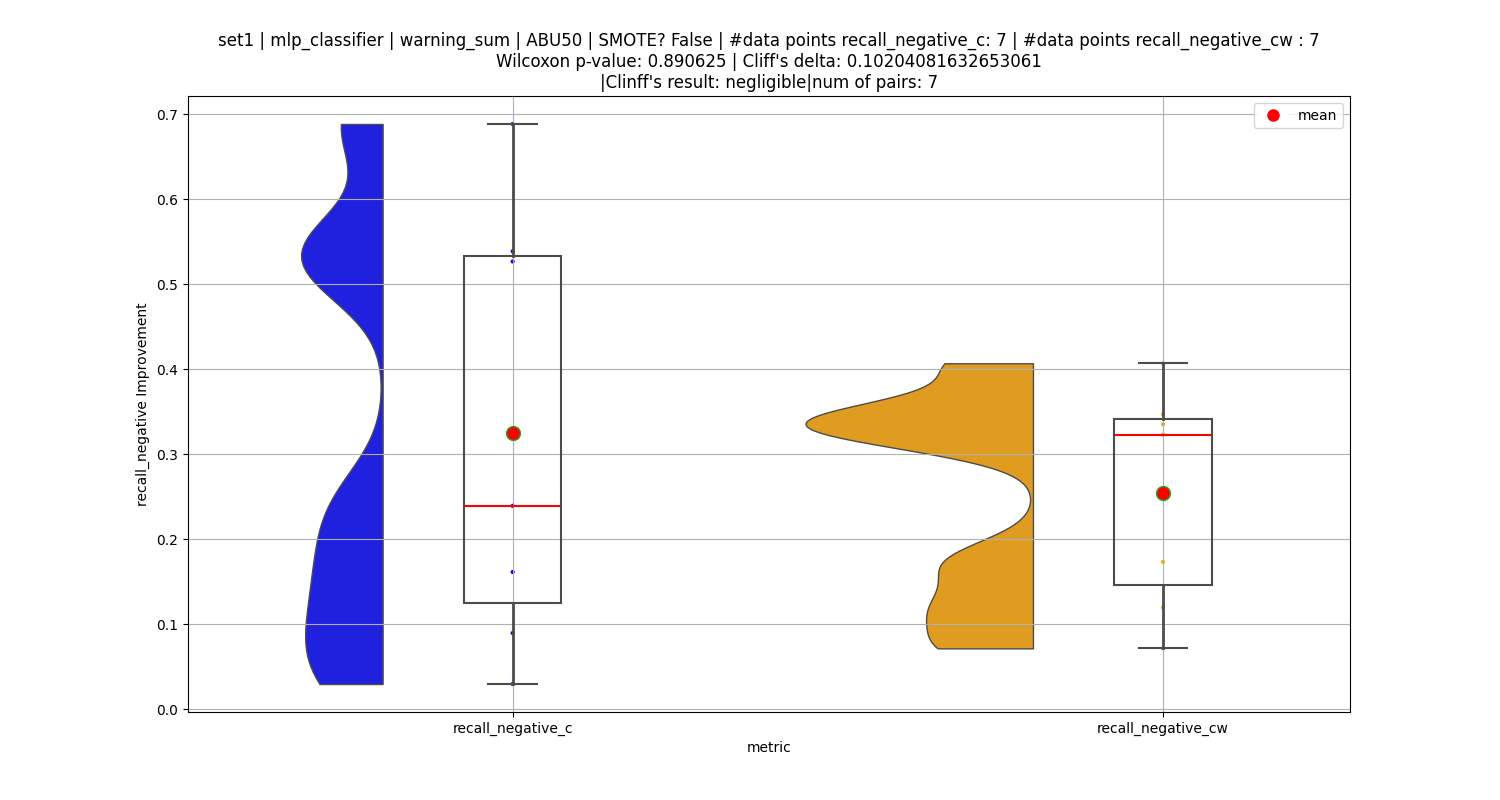 set1 | mlp_classifier | warning_sum | ABU50 | SMOTE? False | #data points recall_negative_c: 7 | #data points recall_negative_cw : 7
Wilcoxon p-value: 0.890625 | Cliff's delta: 0.10204081632653061
|Clinff's result: negligible|num of pairs: 7
mean
0.7
0.6
0.5
0.4
0.3
0.2
0.1
0.0
recall_negative Improvement
recall_negative_c
recall_negative_cw
metric